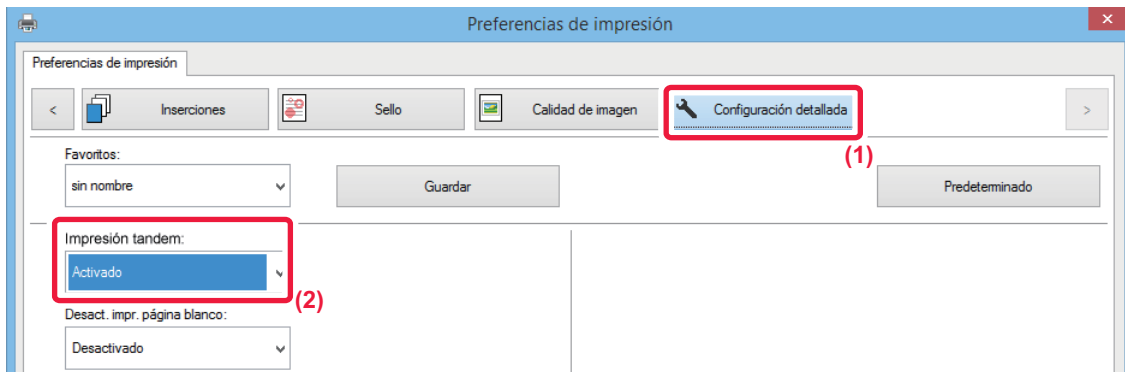 Preferencias de impresión
Preferencias de impresión
< Inserciones Sello Calidad de imagen Configuración detallada >
(1)
Favoritos:
sin nombre Guardar Predeterminado
Impresión tandem:
Activado
(2)
Desact. impr. página blanco:
Desactivado